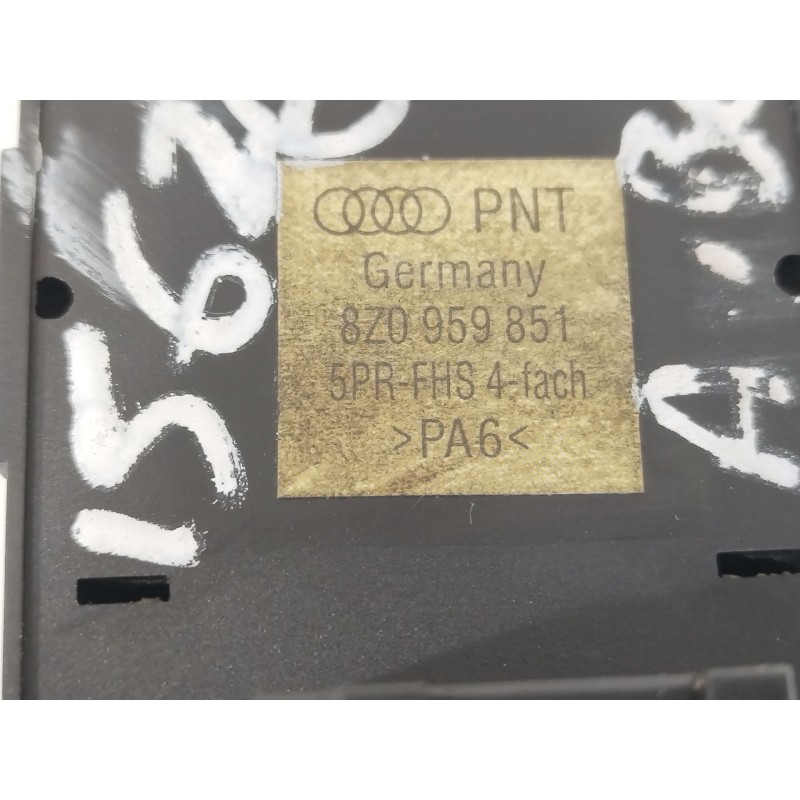 PNT
Germany
8Z0 959 851
5PR-FHS 4-fach
>PA6<